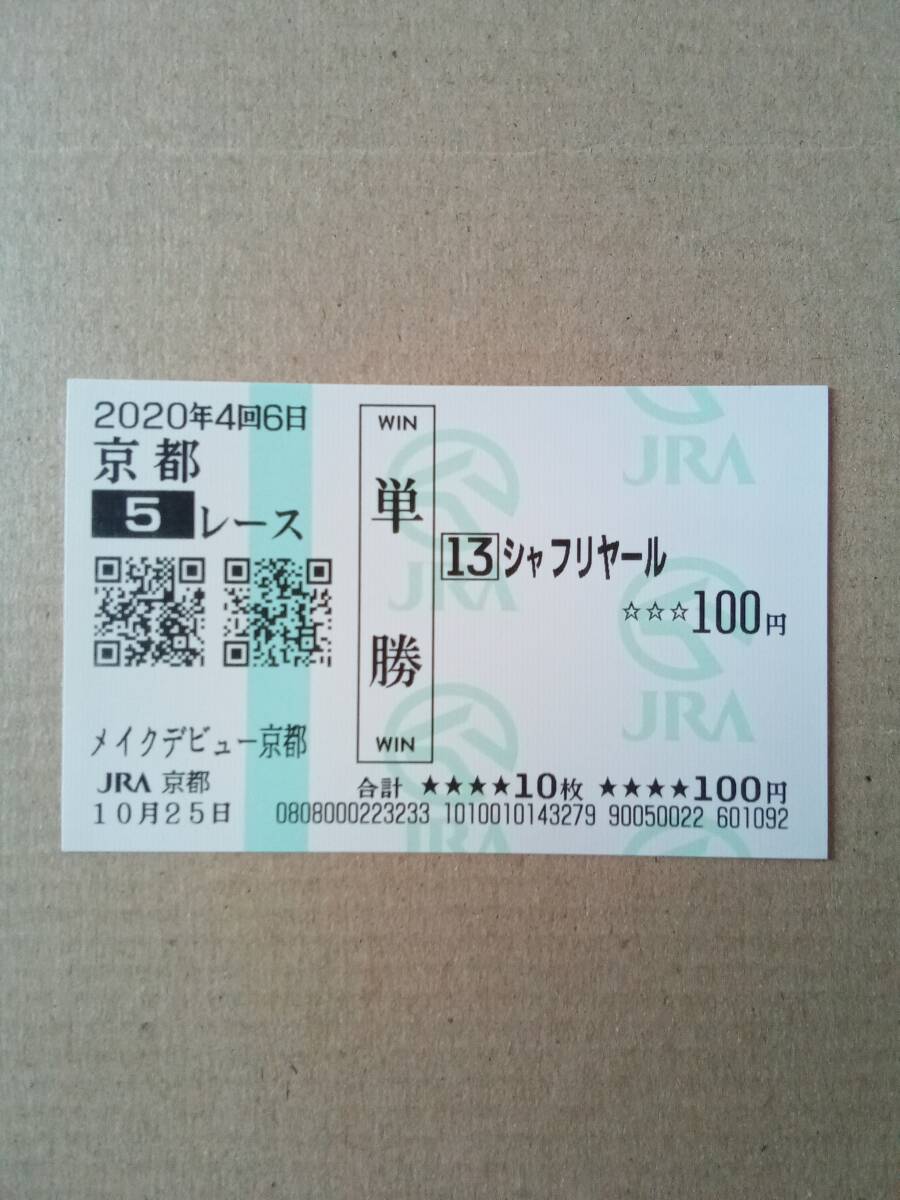 2020年4回6日
京都
5レース
WIN
単勝
WIN
13シャフリヤール
☆☆☆100円
メイクデビュー京都
JRA 京都
10月25日
合計 ★★★★10枚 ★★★★100円
0808000223233 1010010143279 90050022 601092
JRA
JRA
JRA
JRA